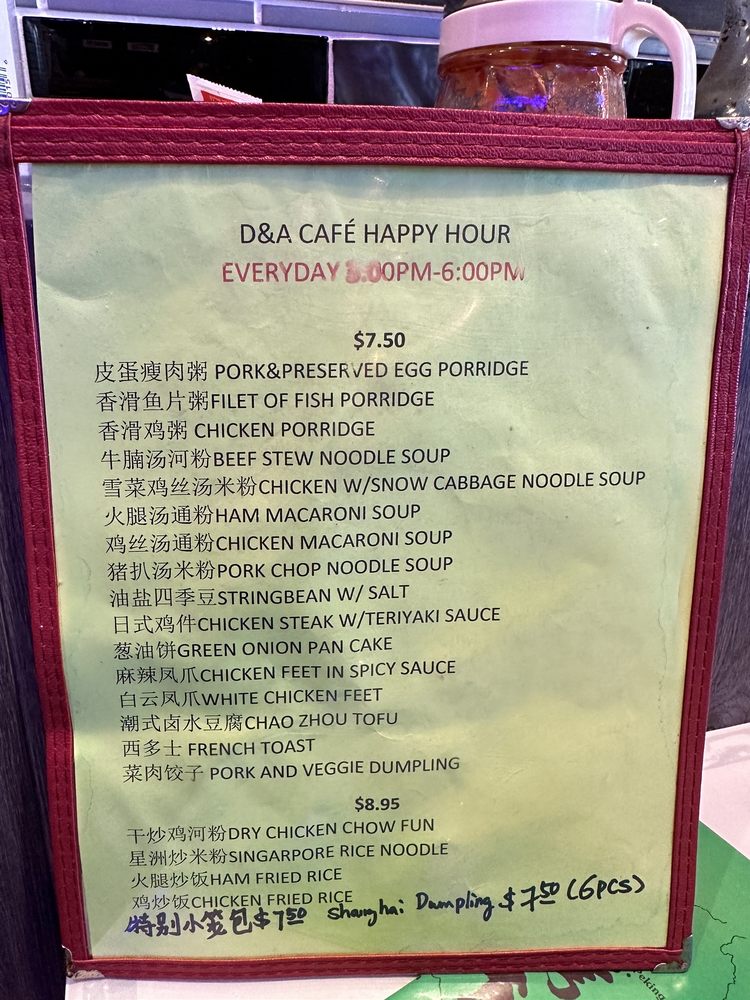 D&A CAFÉ HAPPY HOUR
EVERYDAY 3:00PM-6:00PM
$7.50
皮蛋瘦肉粥 PORK&PRESERVED EGG PORRIDGE
香滑鱼片粥FILET OF FISH PORRIDGE
香滑鸡粥 CHICKEN PORRIDGE
牛腩汤河粉BEEF STEW NOODLE SOUP
雪菜鸡丝汤米粉CHICKEN W/SNOW CABBAGE NOODLE SOUP
火腿汤通粉HAM MACARONI SOUP
鸡丝汤通粉CHICKEN MACARONI SOUP
猪扒汤米粉PORK CHOP NOODLE SOUP
油盐四季豆STRINGBEAN W/ SALT
日式鸡件CHICKEN STEAK W/TERIYAKI SAUCE
葱油饼GREEN ONION PAN CAKE
麻辣凤爪CHICKEN FEET IN SPICY SAUCE
白云凤爪WHITE CHICKEN FEET
潮式卤水豆腐CHAO ZHOU TOFU
西多士 FRENCH TOAST
菜肉饺子 PORK AND VEGGIE DUMPLING
$8.95
干炒鸡河粉DRY CHICKEN CHOW FUN
星洲炒米粉SINGARPORE RICE NOODLE
火腿炒饭HAM FRIED RICE
鸡炒饭CHICKEN FRIED RICE
特别小笼包$7.50 Shanghai Dumpling $7.50 (6pcs)
Peking